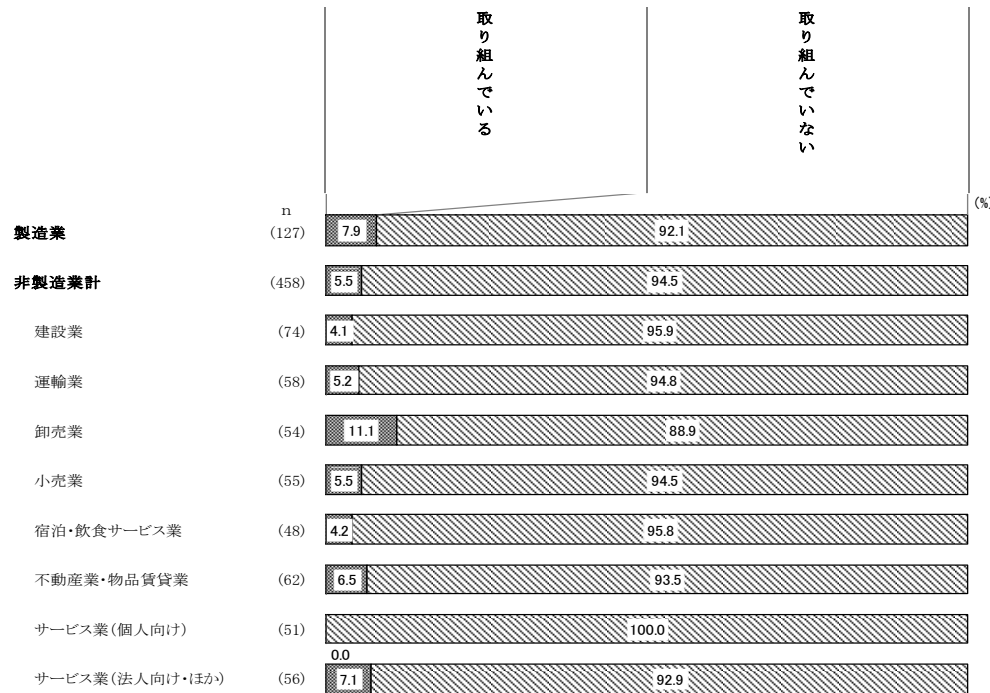 取り組んでいる
取り組んでいない
(%)
n
製造業 (127) 7.9 92.1
非製造業計 (458) 5.5 94.5
建設業 (74) 4.1 95.9
運輸業 (58) 5.2 94.8
卸売業 (54) 11.1 88.9
小売業 (55) 5.5 94.5
宿泊・飲食サービス業 (48) 4.2 95.8
不動産業・物品賃貸業 (62) 6.5 93.5
サービス業(個人向け) (51) 100.0
0.0
サービス業(法人向け・ほか) (56) 7.1 92.9